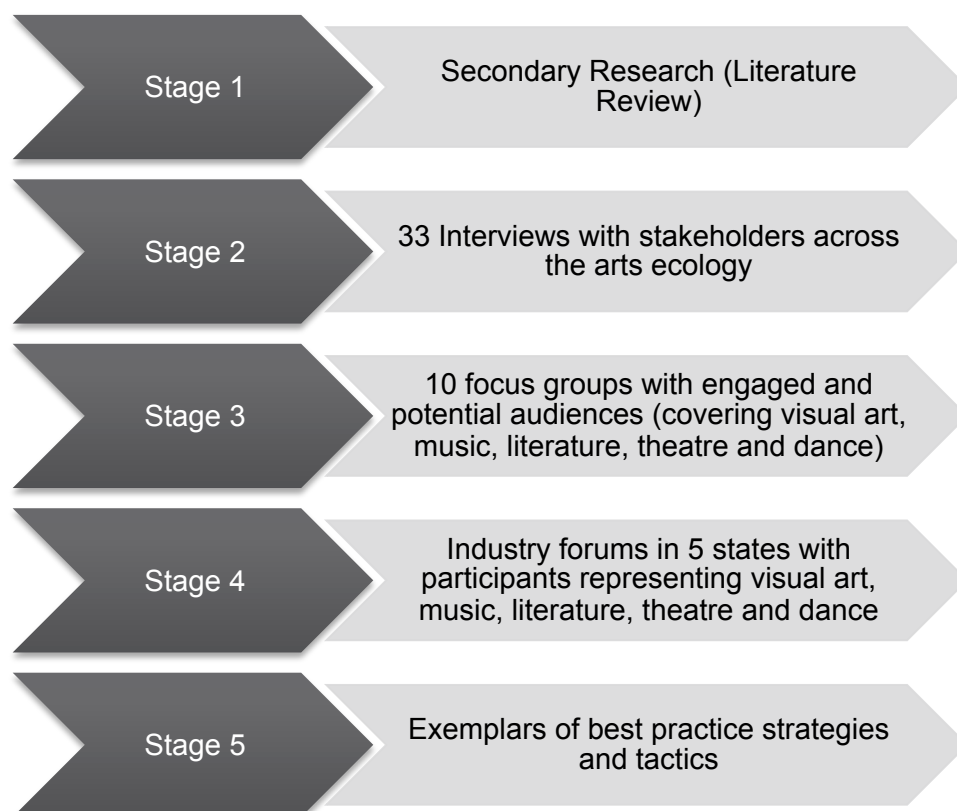 Stage 1
Secondary Research (Literature
Review)
Stage 2
33 Interviews with stakeholders across
the arts ecology
Stage 3
10 focus groups with engaged and
potential audiences (covering visual art,
music, literature, theatre and dance)
Stage 4
Industry forums in 5 states with
participants representing visual art,
music, literature, theatre and dance
Stage 5
Exemplars of best practice strategies
and tactics